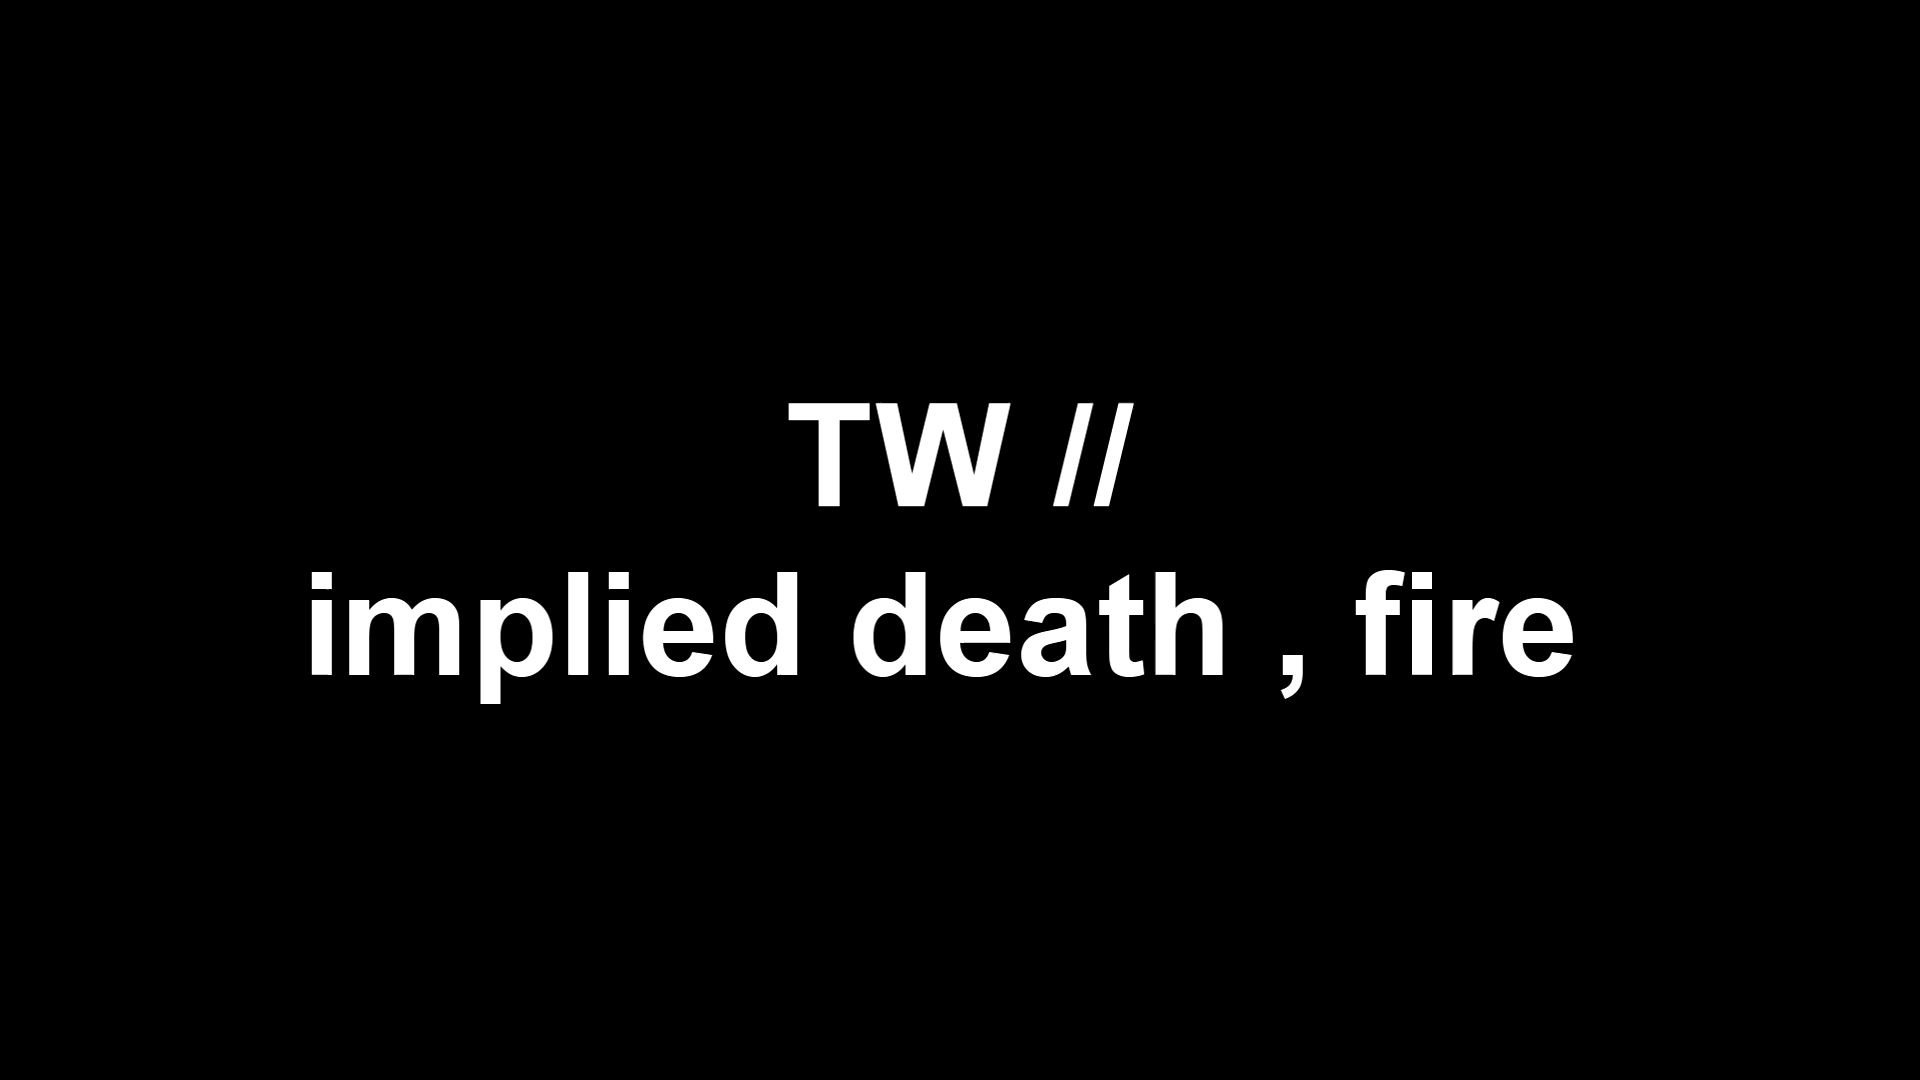 TW //
implied death , fire